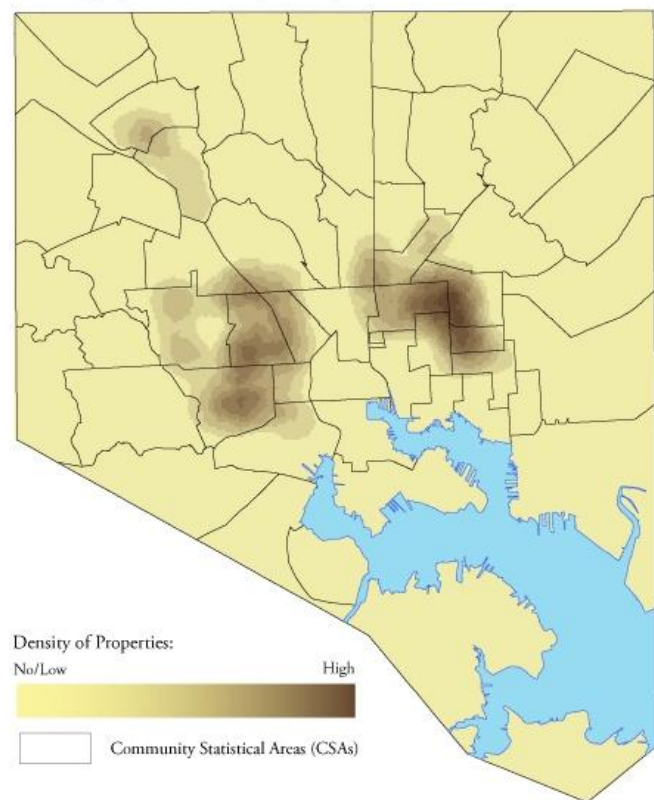 Density of Properties:
No/Low High
Community Statistical Areas (CSAs)